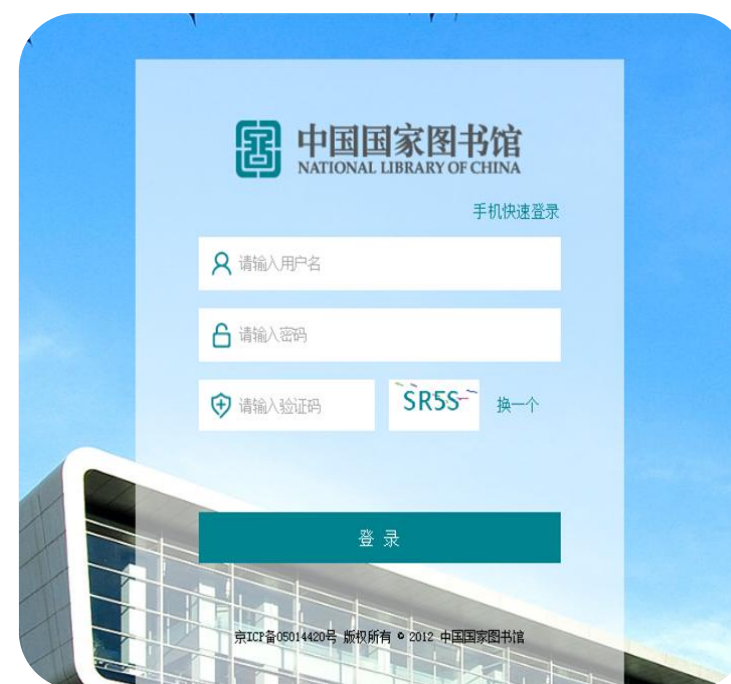 中国国家图书馆
NATIONAL LIBRARY OF CHINA
手机快速登录
请输入用户名
请输入密码
请输入验证码 SR5S 换一个
登 录
京ICP备05014420号 版权所有 © 2012 中国国家图书馆